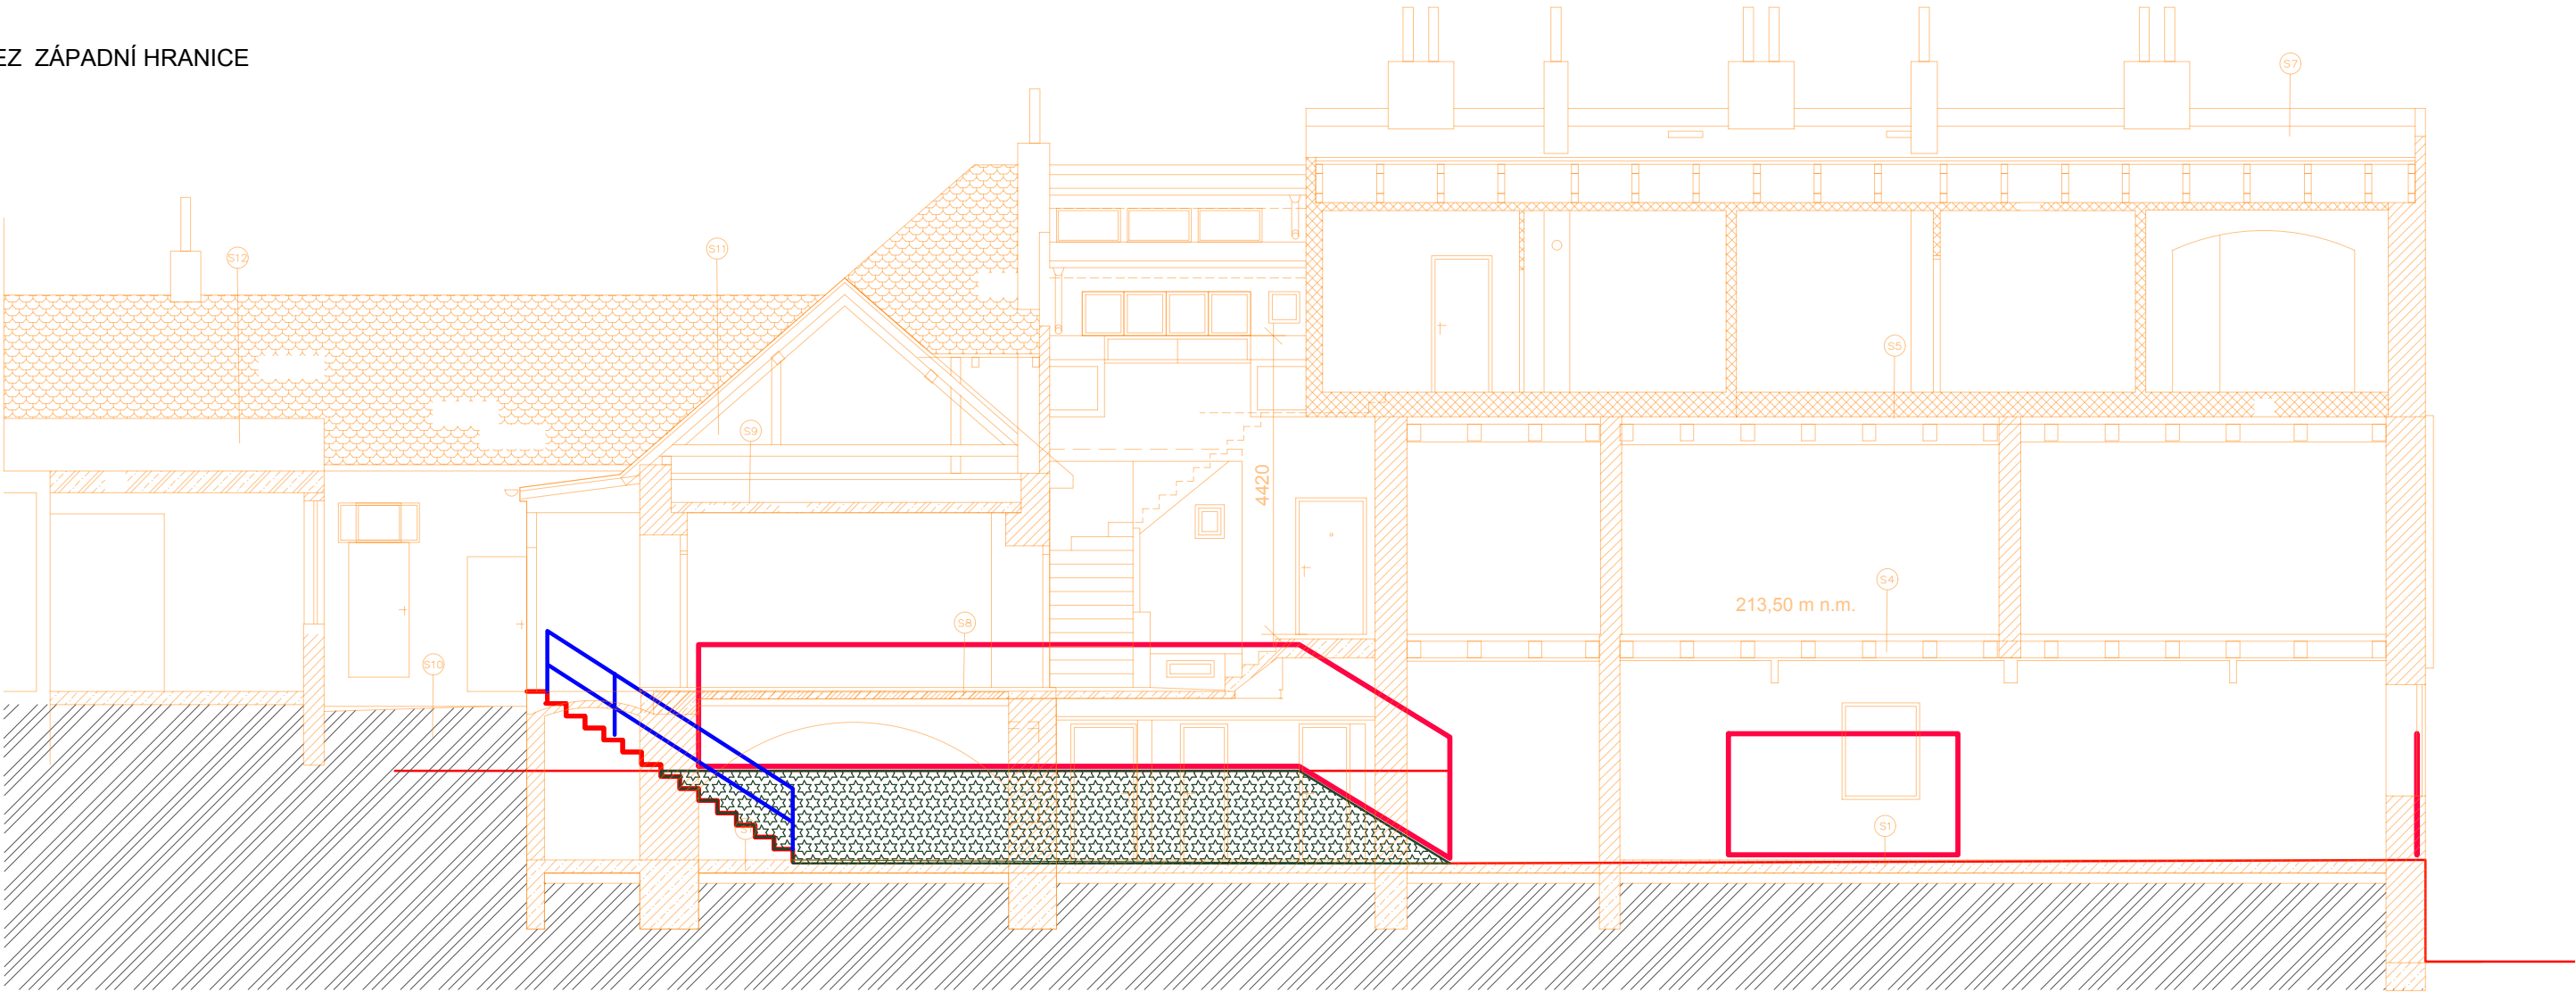 EZ ZÁPADNÍ HRANICE
S7
S12
S11
S5
S9
4420
S4
213,50 m n.m.
S8
S10
S1